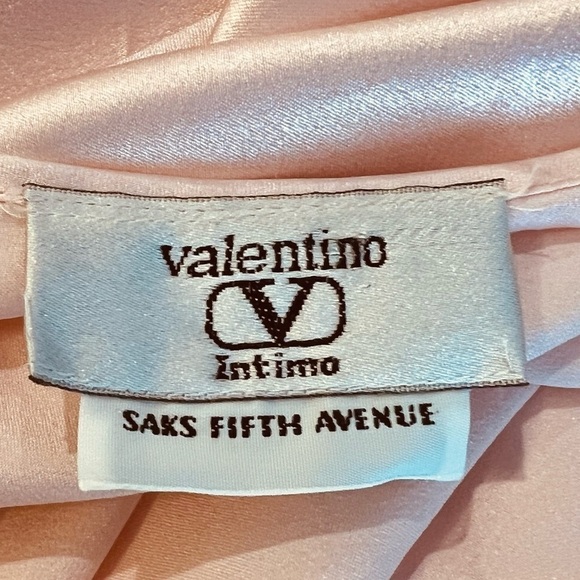 valentino
V
Intimo
SAKS FIFTH AVENUE